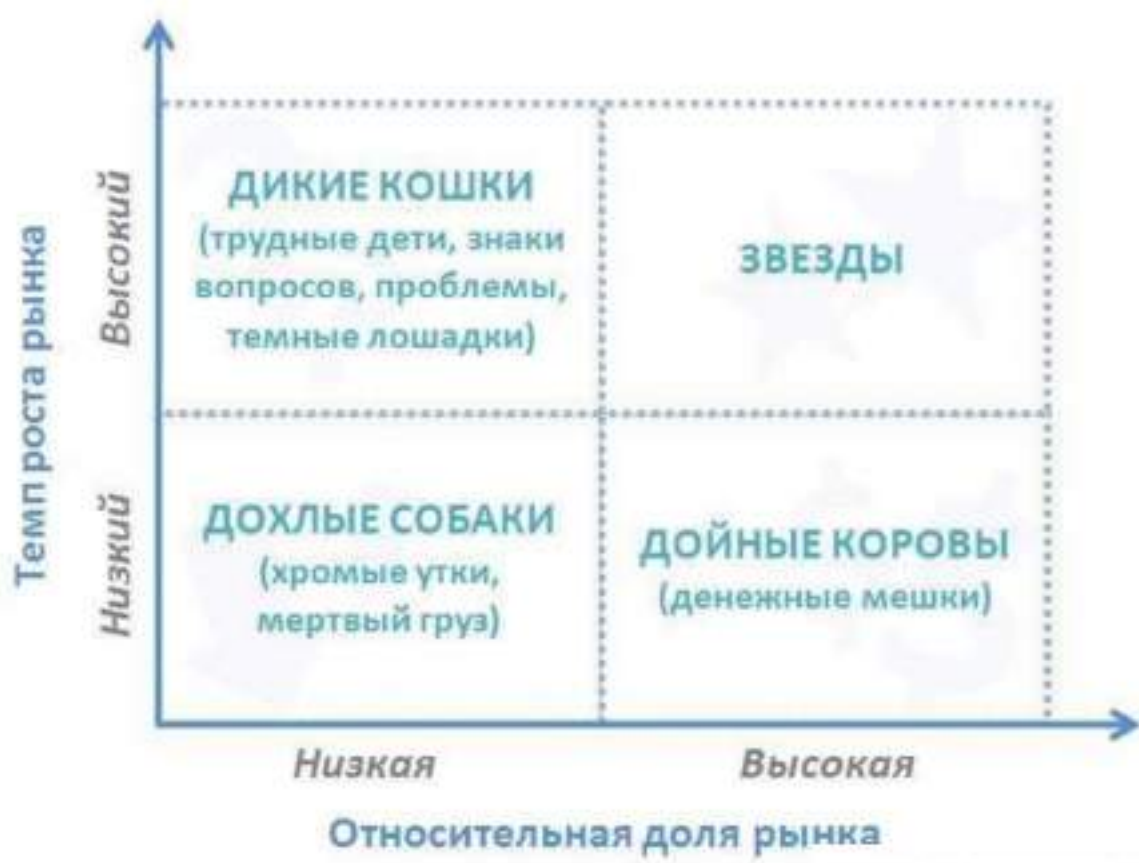 Темп роста рынка
Высокий
Низкий
ДИКИЕ КОШКИ
(трудные дети, знаки
вопросов, проблемы,
темные лошадки)
ЗВЕЗДЫ
ДОХЛЫЕ СОБАКИ
(хромые утки,
мертвый груз)
ДОЙНЫЕ КОРОВЫ
(денежные мешки)
Низкая
Высокая
Относительная доля рынка